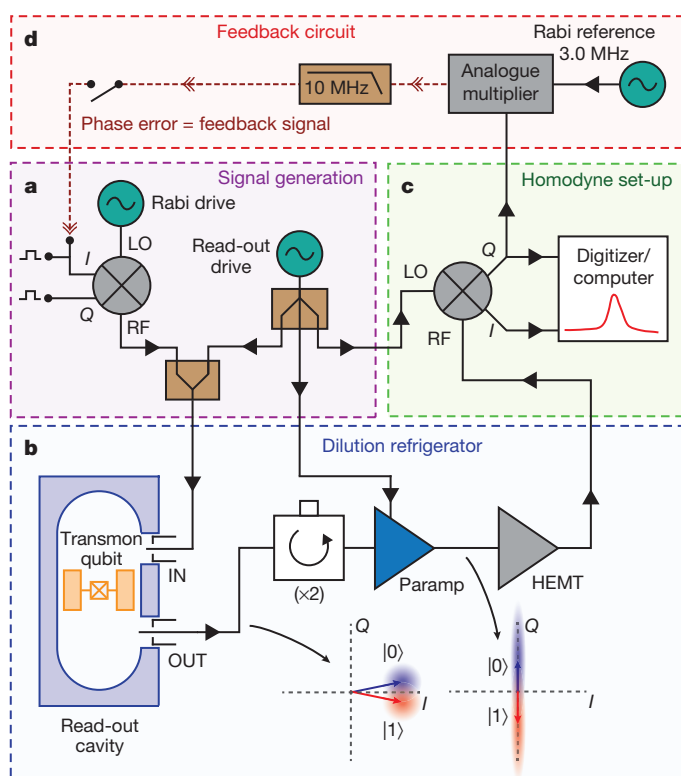 d
Feedback circuit
Rabi reference
3.0 MHz
10 MHz
Analogue
multiplier
Phase error = feedback signal
a
Signal generation
c
Homodyne set-up
Rabi drive
LO
I
Q
RF
Read-out
drive
LO
RF
Q
I
Digitizer/
computer
b
Dilution refrigerator
Transmon
qubit
IN
OUT
Read-out
cavity
(×2)
Paramp
HEMT
Q
|0⟩
I
|1⟩
Q
|0⟩
|1⟩
I